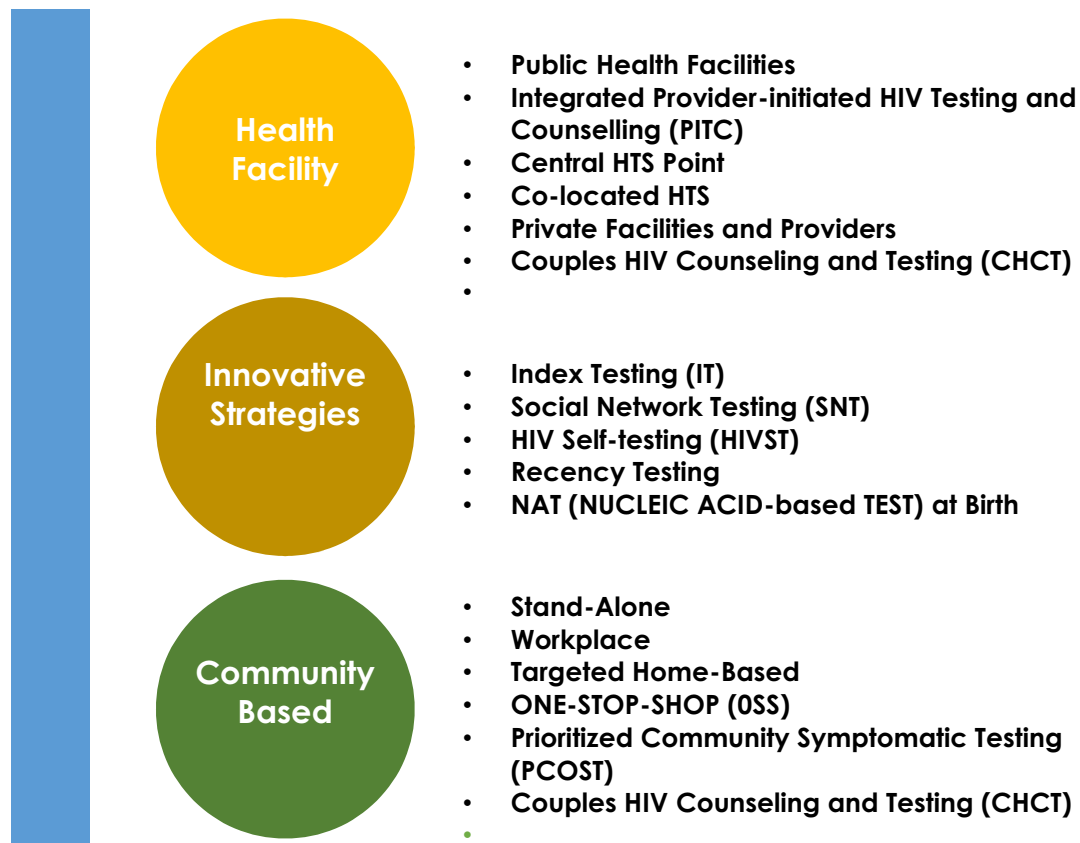 Health
Facility
• Public Health Facilities
• Integrated Provider-initiated HIV Testing and
Counselling (PITC)
• Central HTS Point
• Co-located HTS
• Private Facilities and Providers
• Couples HIV Counseling and Testing (CHCT)
•
Innovative
Strategies
• Index Testing (IT)
• Social Network Testing (SNT)
• HIV Self-testing (HIVST)
• Recency Testing
• NAT (NUCLEIC ACID-based TEST) at Birth
Community
Based
• Stand-Alone
• Workplace
• Targeted Home-Based
• ONE-STOP-SHOP (0SS)
• Prioritized Community Symptomatic Testing
(PCOST)
• Couples HIV Counseling and Testing (CHCT)
•